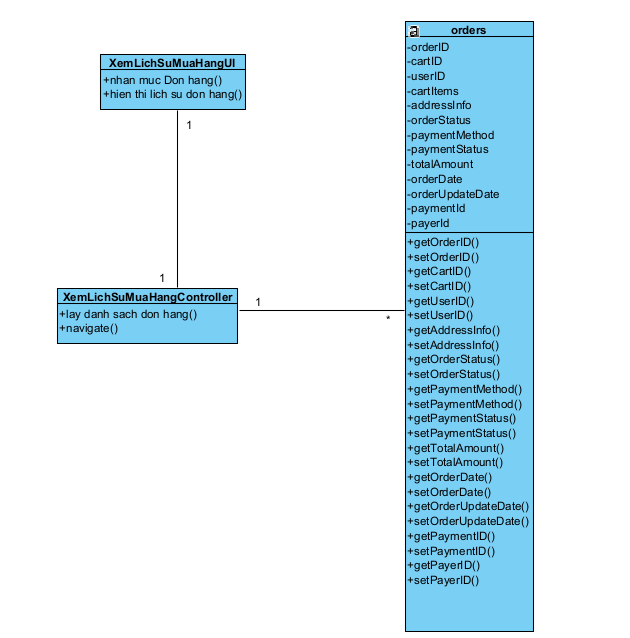 XemLichSuMuaHangUI
+nhan muc Don hang()
+hien thi lich su don hang()
1
1
XemLichSuMuaHangController
+lay danh sach don hang()
+navigate()
1
*
a
orders
-orderID
-cartID
-userID
-cartItems
-addressInfo
-orderStatus
-paymentMethod
-paymentStatus
-totalAmount
-orderDate
-orderUpdateDate
-paymentId
-payerId
+getOrderID()
+setOrderID()
+getCartID()
+setCartID()
+getUserID()
+setUserID()
+getAddressInfo()
+setAddressInfo()
+getOrderStatus()
+setOrderStatus()
+getPaymentMethod()
+setPaymentMethod()
+getPaymentStatus()
+setPaymentStatus()
+getTotalAmount()
+setTotalAmount()
+getOrderDate()
+setOrderDate()
+getOrderUpdateDate()
+setOrderUpdateDate()
+getPaymentID()
+setPaymentID()
+getPayerID()
+setPayerID()